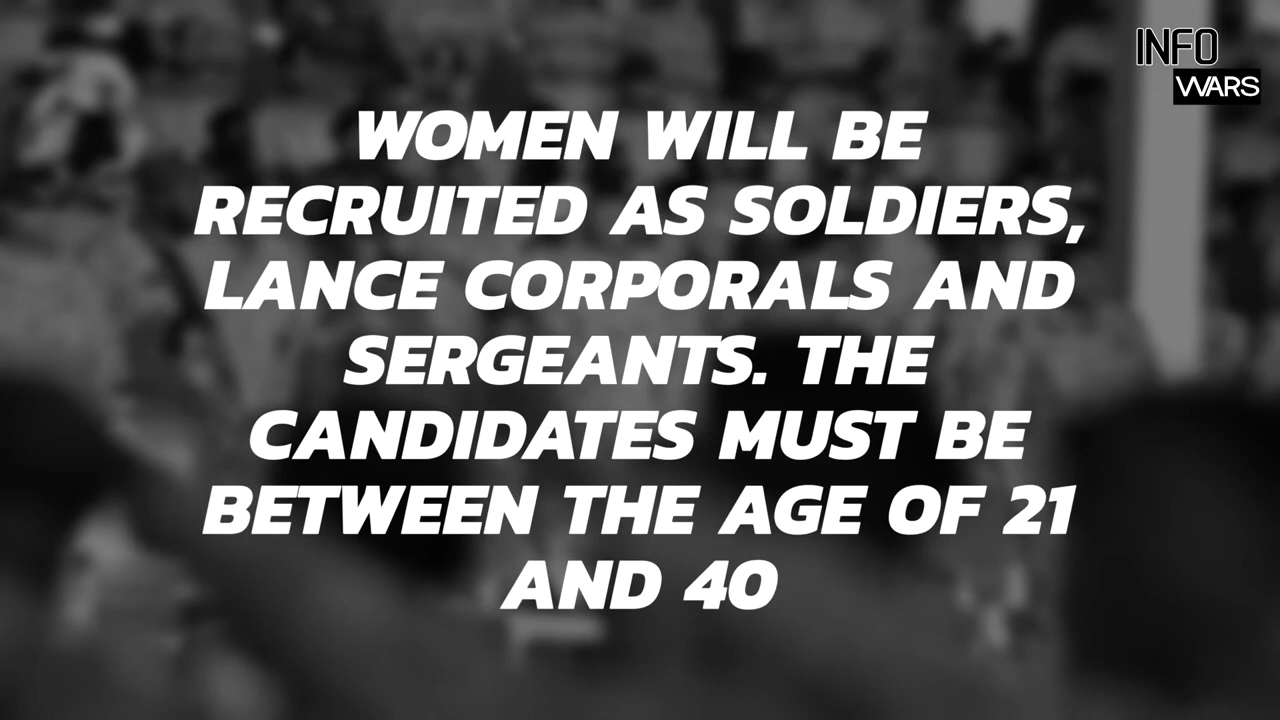 INFO
WARS
WOMEN WILL BE
RECRUITED AS SOLDIERS,
LANCE CORPORALS AND
SERGEANTS. THE
CANDIDATES MUST BE
BETWEEN THE AGE OF 21
AND 40